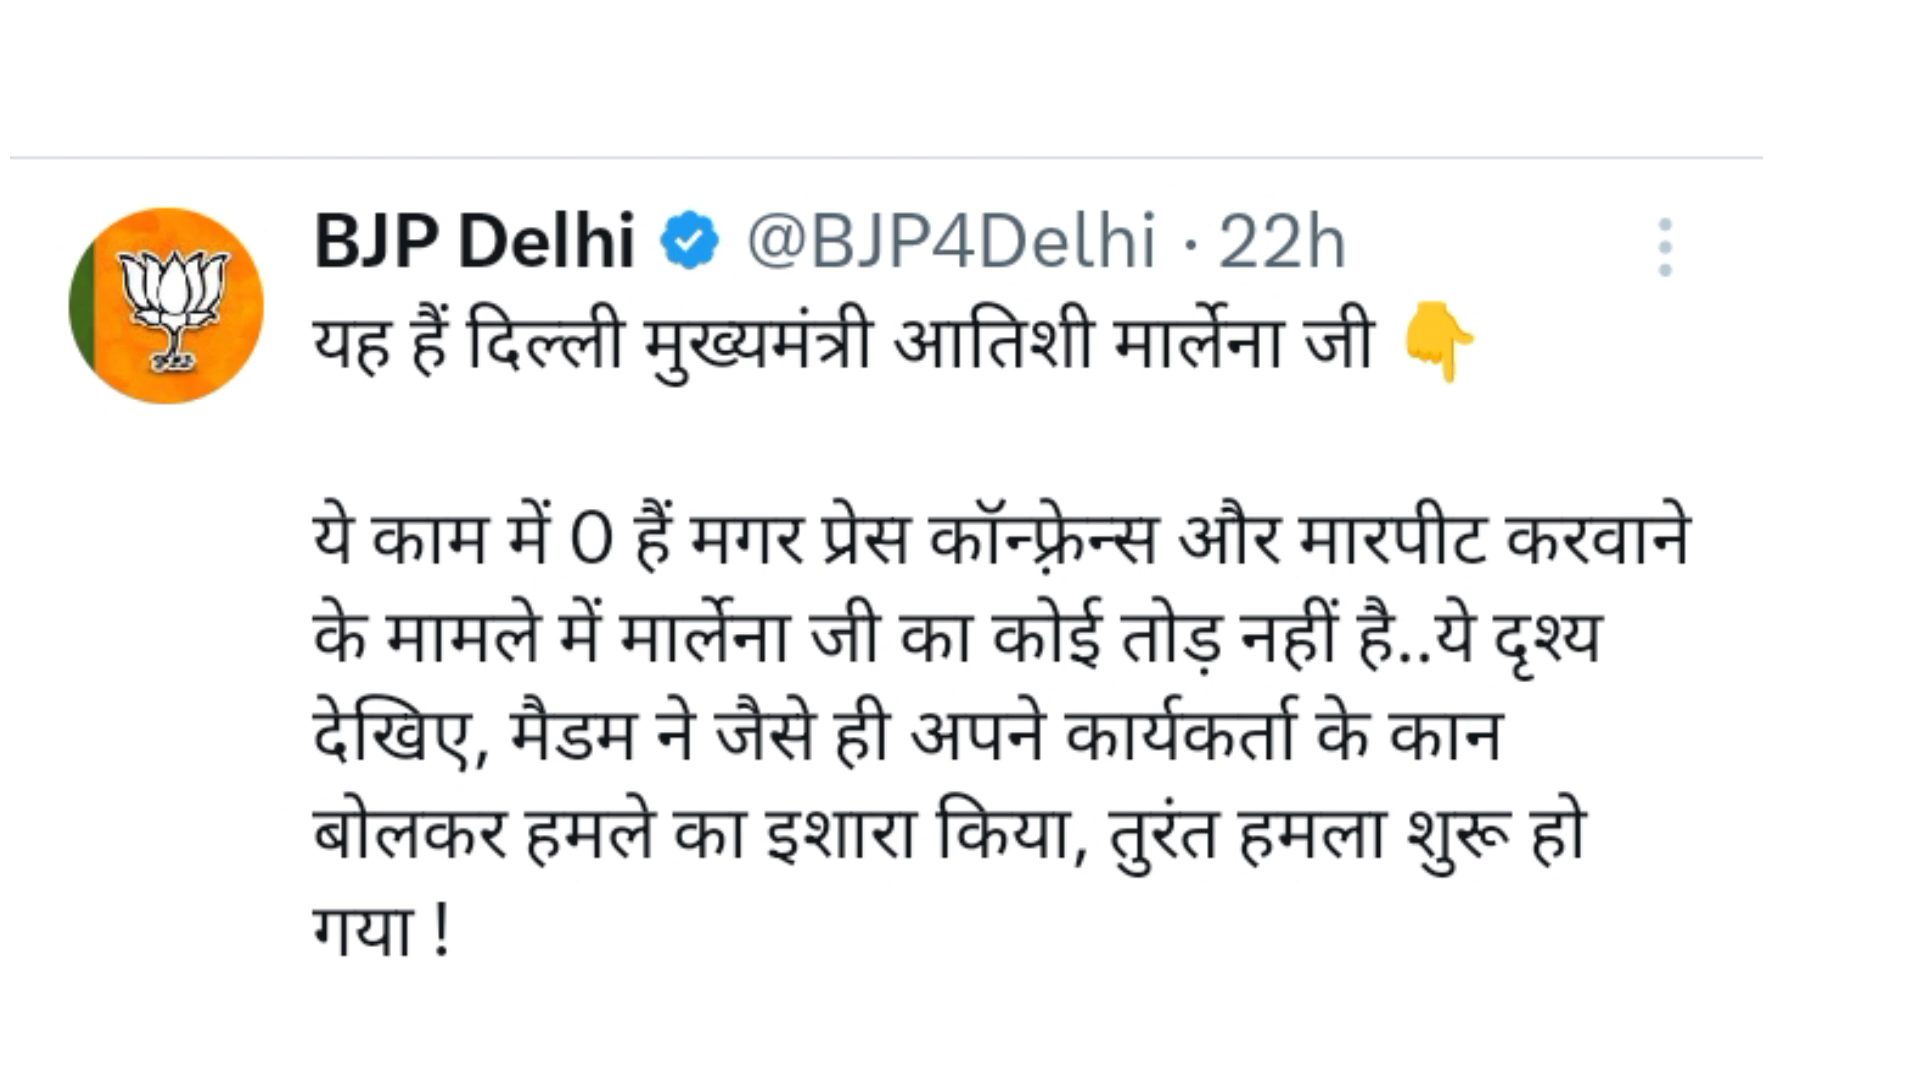 BJP Delhi @BJP4Delhi · 22h
यह हैं दिल्ली मुख्यमंत्री आतिशी मार्लेना जी 👇
ये काम में 0 हैं मगर प्रेस कॉन्फ़्रेन्स और मारपीट करवाने
के मामले में मार्लेना जी का कोई तोड़ नहीं है..ये दृश्य
देखिए, मैडम ने जैसे ही अपने कार्यकर्ता के कान
बोलकर हमले का इशारा किया, तुरंत हमला शुरू हो
गया !